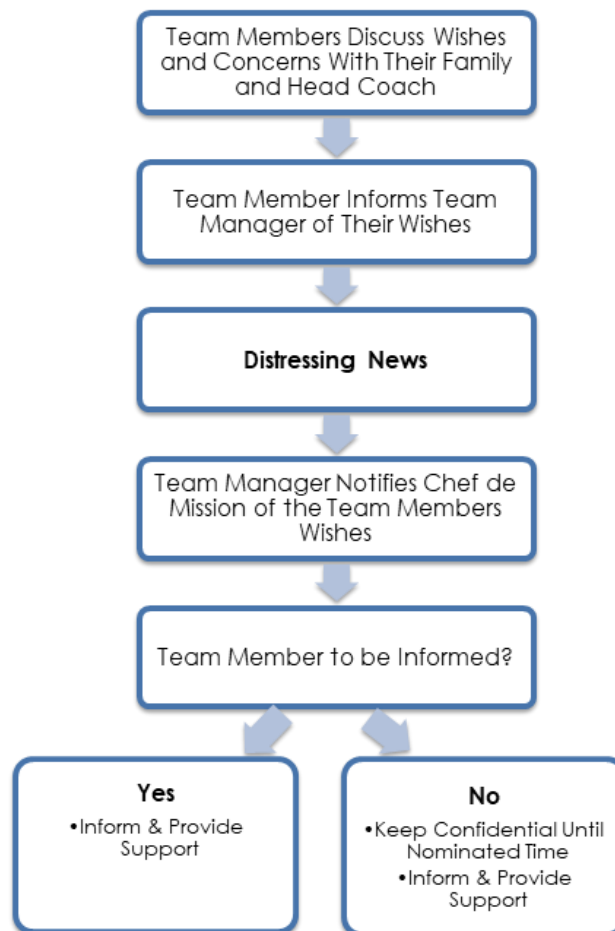 Team Members Discuss Wishes
and Concerns With Their Family
and Head Coach
Team Member Informs Team
Manager of Their Wishes
Distressing News
Team Manager Notifies Chef de
Mission of the Team Members
Wishes
Team Member to be Informed?
Yes
•Inform & Provide
Support
No
•Keep Confidential Until
Nominated Time
•Inform & Provide
Support